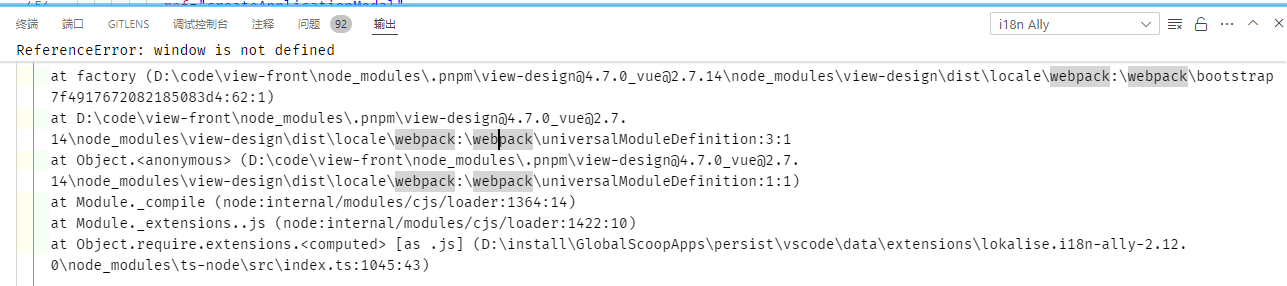 454 ref="createApplicationModal"
终端 端口 GITLENS 调试控制台 注释 问题 92 输出 i18n Ally
ReferenceError: window is not defined
at factory (D:\code\view-front\node_modules\.pnpm\view-design@4.7.0_vue@2.7.14\node_modules\view-design\dist\locale\webpack:\webpack\bootstrap
7f4917672082185083d4:62:1)
at D:\code\view-front\node_modules\.pnpm\view-design@4.7.0_vue@2.7.
14\node_modules\view-design\dist\locale\webpack:\webpack\universalModuleDefinition:3:1
at Object.<anonymous> (D:\code\view-front\node_modules\.pnpm\view-design@4.7.0_vue@2.7.
14\node_modules\view-design\dist\locale\webpack:\webpack\universalModuleDefinition:1:1)
at Module._compile (node:internal/modules/cjs/loader:1364:14)
at Module._extensions..js (node:internal/modules/cjs/loader:1422:10)
at Object.require.extensions.<computed> [as .js] (D:\install\GlobalScoopApps\persist\vscode\data\extensions\lokalise.i18n-ally-2.12.
0\node_modules\ts-node\src\index.ts:1045:43)